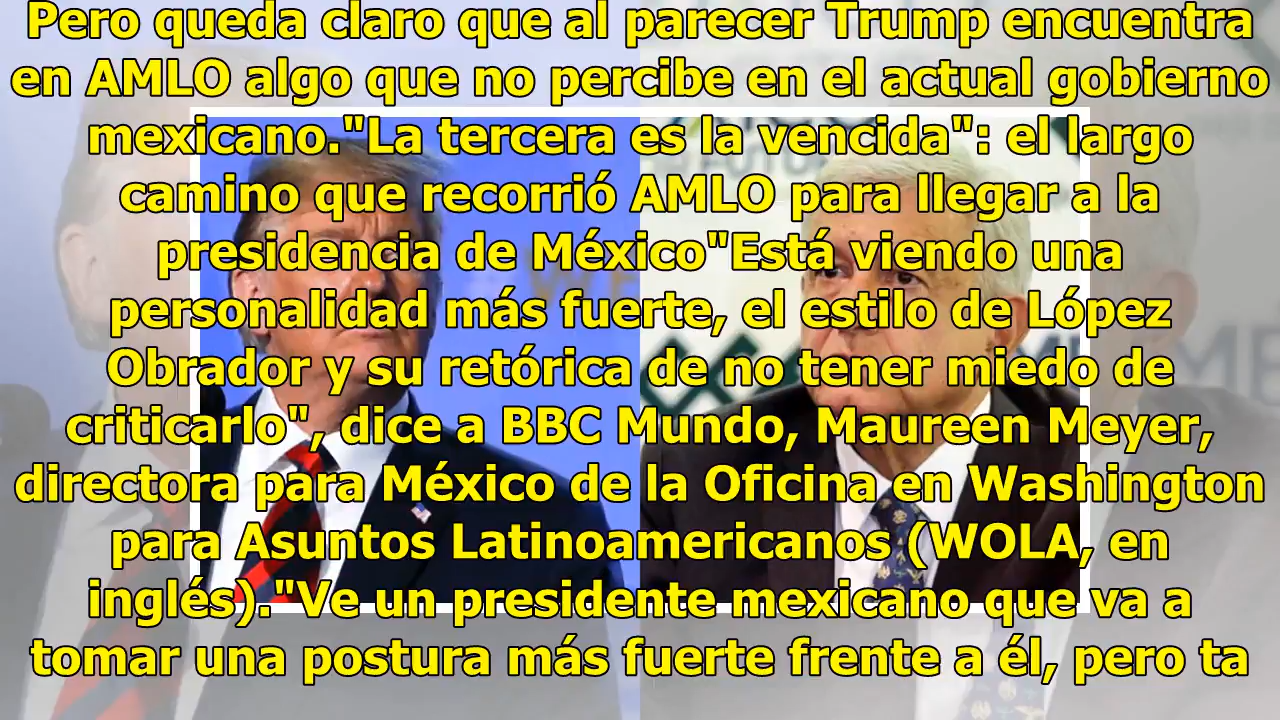 Pero queda claro que al parecer Trump encuentra
en AMLO algo que no percibe en el actual gobierno
mexicano."La tercera es la vencida": el largo
camino que recorrió AMLO para llegar a la
presidencia de México"Está viendo una
personalidad más fuerte, el estilo de López
Obrador y su retórica de no tener miedo de
criticarlo", dice a BBC Mundo, Maureen Meyer,
directora para México de la Oficina en Washington
para Asuntos Latinoamericanos (WOLA, en
inglés)."Ve un presidente mexicano que va a
tomar una postura más fuerte frente a él, pero ta